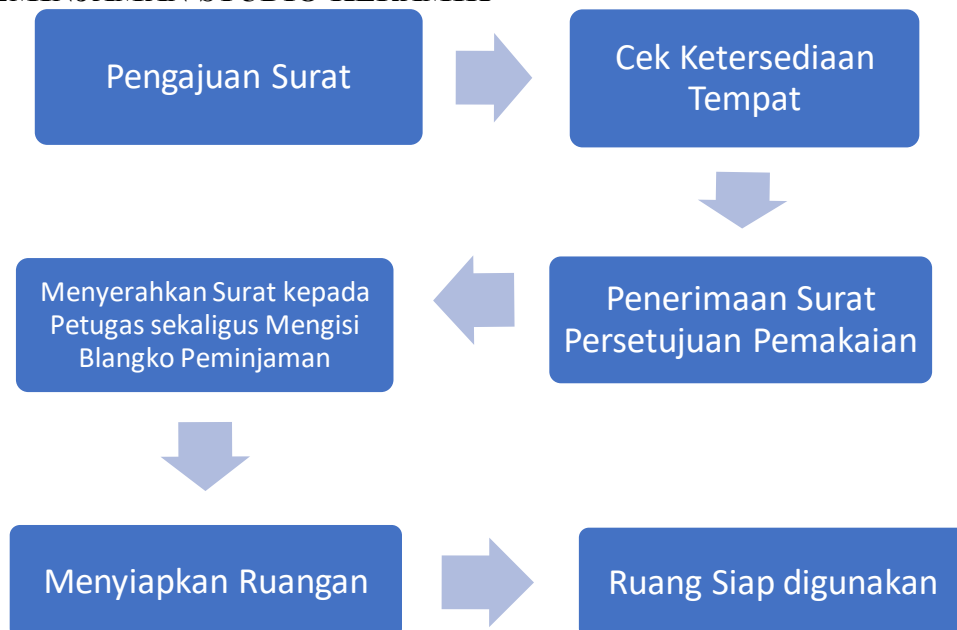 Pengajuan Surat
Cek Ketersediaan
Tempat
Penerimaan Surat
Persetujuan Pemakaian
Menyerahkan Surat kepada
Petugas sekaligus Mengisi
Blangko Peminjaman
Menyiapkan Ruangan
Ruang Siap digunakan